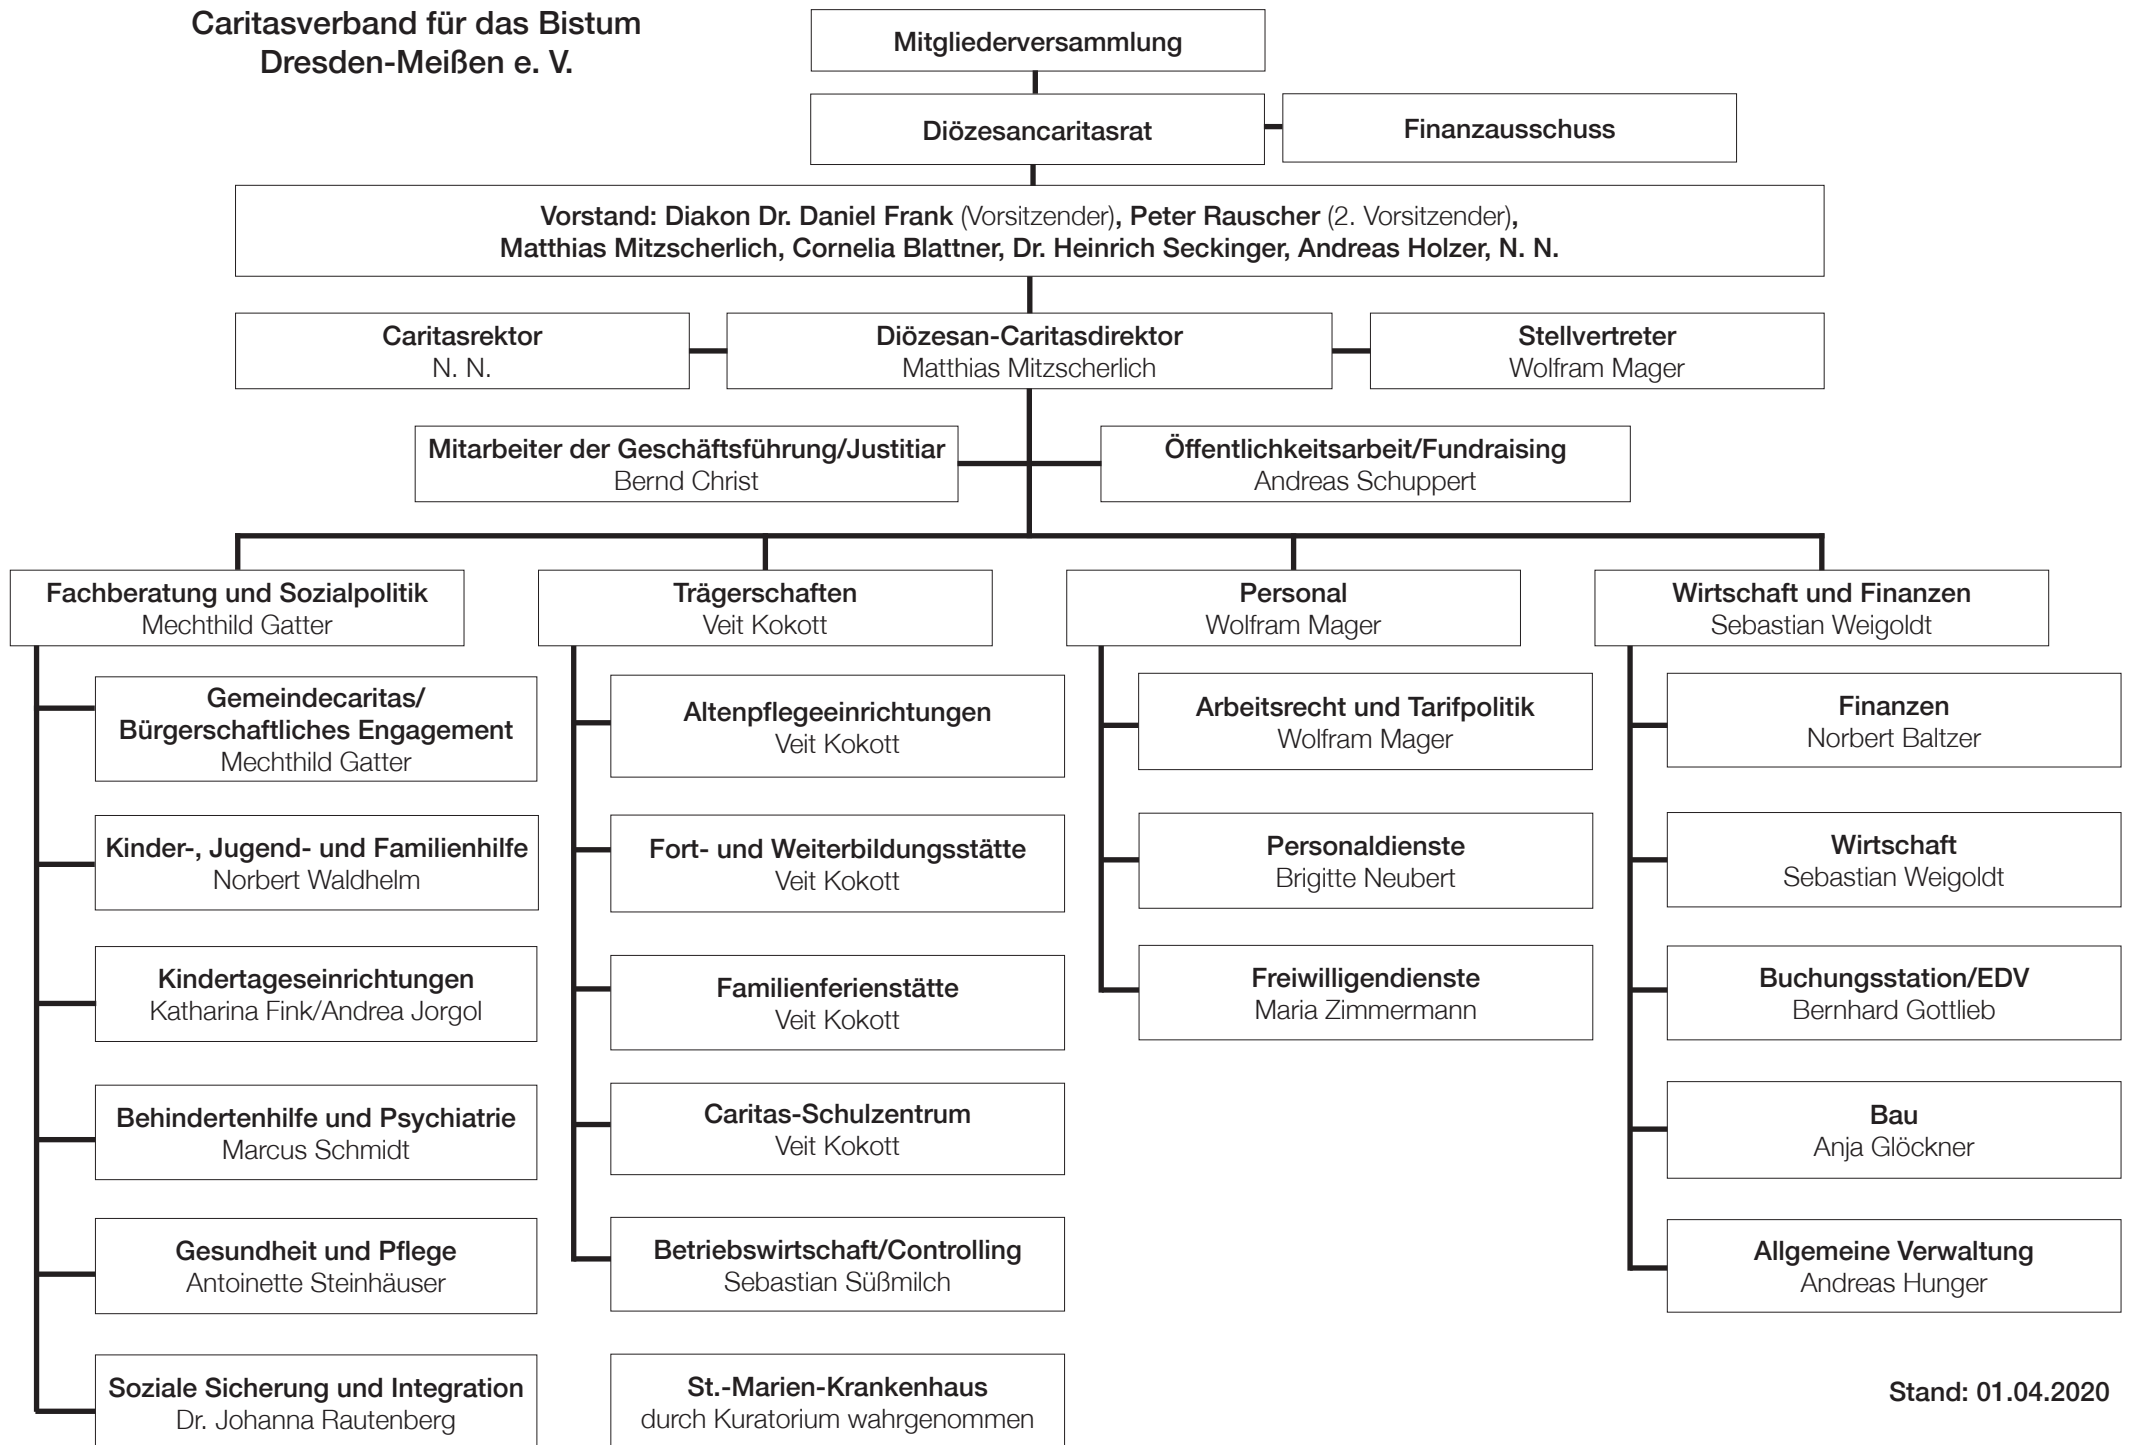 Caritasverband für das Bistum
Dresden-Meißen e. V.
Mitgliederversammlung
Diözesancaritasrat
Finanzausschuss
Vorstand: Diakon Dr. Daniel Frank (Vorsitzender), Peter Rauscher (2. Vorsitzender),
Matthias Mitzscherlich, Cornelia Blattner, Dr. Heinrich Seckinger, Andreas Holzer, N. N.
Caritasrektor
N. N.
Diözesan-Caritasdirektor
Matthias Mitzscherlich
Stellvertreter
Wolfram Mager
Mitarbeiter der Geschäftsführung/Justitiar
Bernd Christ
Öffentlichkeitsarbeit/Fundraising
Andreas Schuppert
Fachberatung und Sozialpolitik
Mechthild Gatter
Gemeindecaritas/
Bürgerschaftliches Engagement
Mechthild Gatter
Kinder-, Jugend- und Familienhilfe
Norbert Waldhelm
Kindertageseinrichtungen
Katharina Fink/Andrea Jorgol
Behindertenhilfe und Psychiatrie
Marcus Schmidt
Gesundheit und Pflege
Antoinette Steinhäuser
Soziale Sicherung und Integration
Dr. Johanna Rautenberg
Trägerschaften
Veit Kokott
Altenpflegeeinrichtungen
Veit Kokott
Fort- und Weiterbildungsstätte
Veit Kokott
Familienferienstätte
Veit Kokott
Caritas-Schulzentrum
Veit Kokott
Betriebswirtschaft/Controlling
Sebastian Süßmilch
St.-Marien-Krankenhaus
durch Kuratorium wahrgenommen
Personal
Wolfram Mager
Arbeitsrecht und Tarifpolitik
Wolfram Mager
Personaldienste
Brigitte Neubert
Freiwilligendienste
Maria Zimmermann
Wirtschaft und Finanzen
Sebastian Weigoldt
Finanzen
Norbert Baltzer
Wirtschaft
Sebastian Weigoldt
Buchungsstation/EDV
Bernhard Gottlieb
Bau
Anja Glöckner
Allgemeine Verwaltung
Andreas Hunger
Stand: 01.04.2020